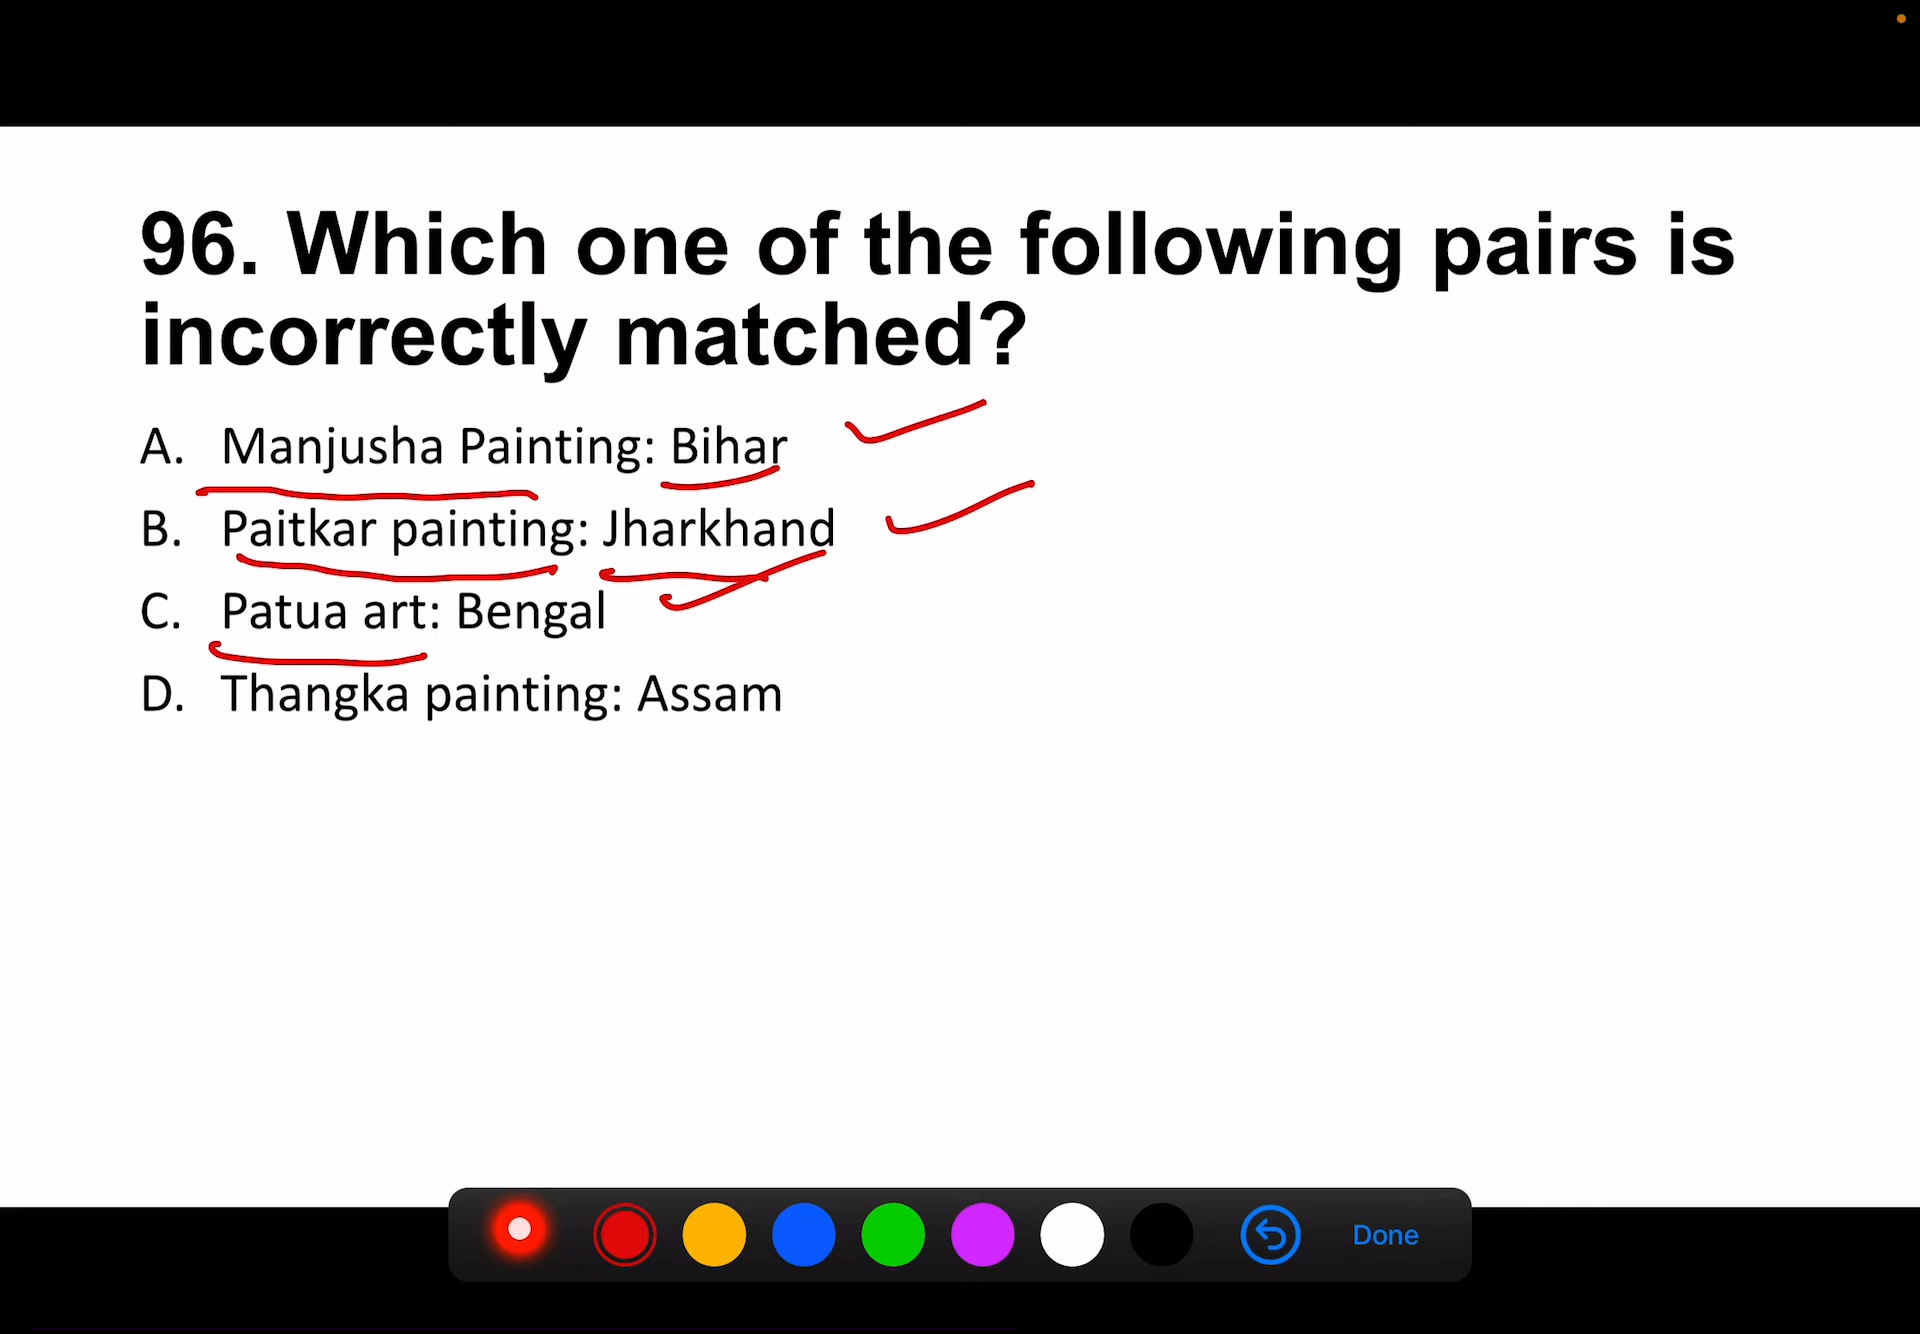 96. Which one of the following pairs is
incorrectly matched?
A. Manjusha Painting: Bihar
B. Paitkar painting: Jharkhand
C. Patua art: Bengal
D. Thangka painting: Assam
Done